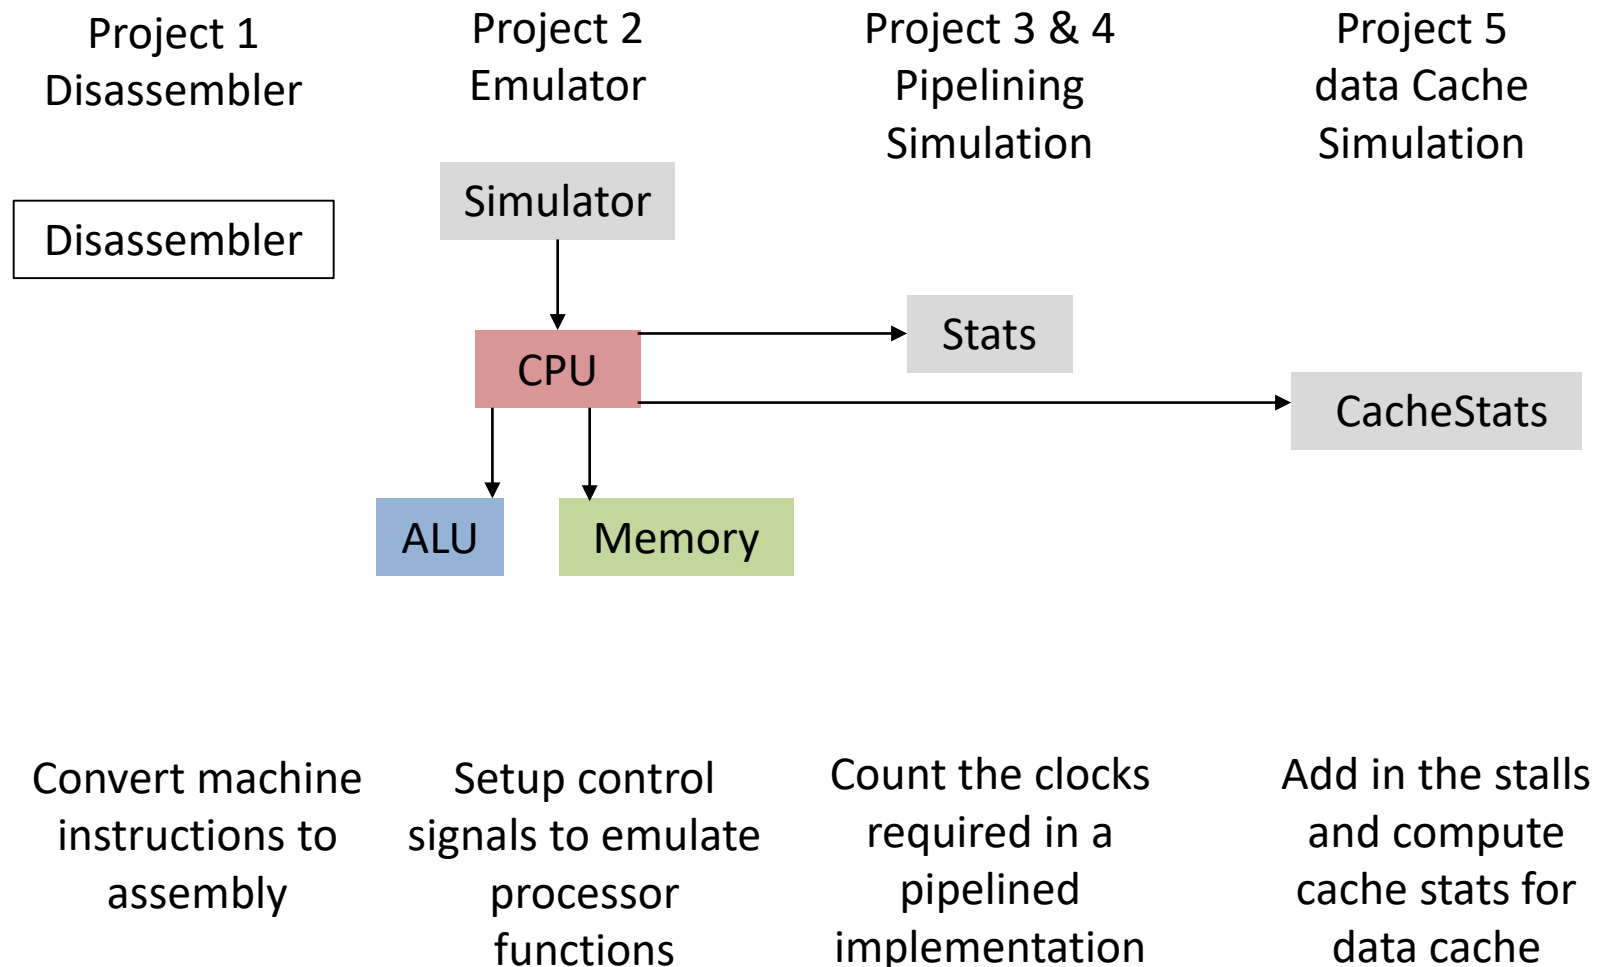 Project 1
Disassembler
Project 2
Emulator
Project 3 & 4
Pipelining
Simulation
Project 5
data Cache
Simulation
Disassembler
Simulator
CPU
Stats
CacheStats
ALU
Memory
Convert machine
instructions to
assembly
Setup control
signals to emulate
processor
functions
Count the clocks
required in a
pipelined
implementation
Add in the stalls
and compute
cache stats for
data cache